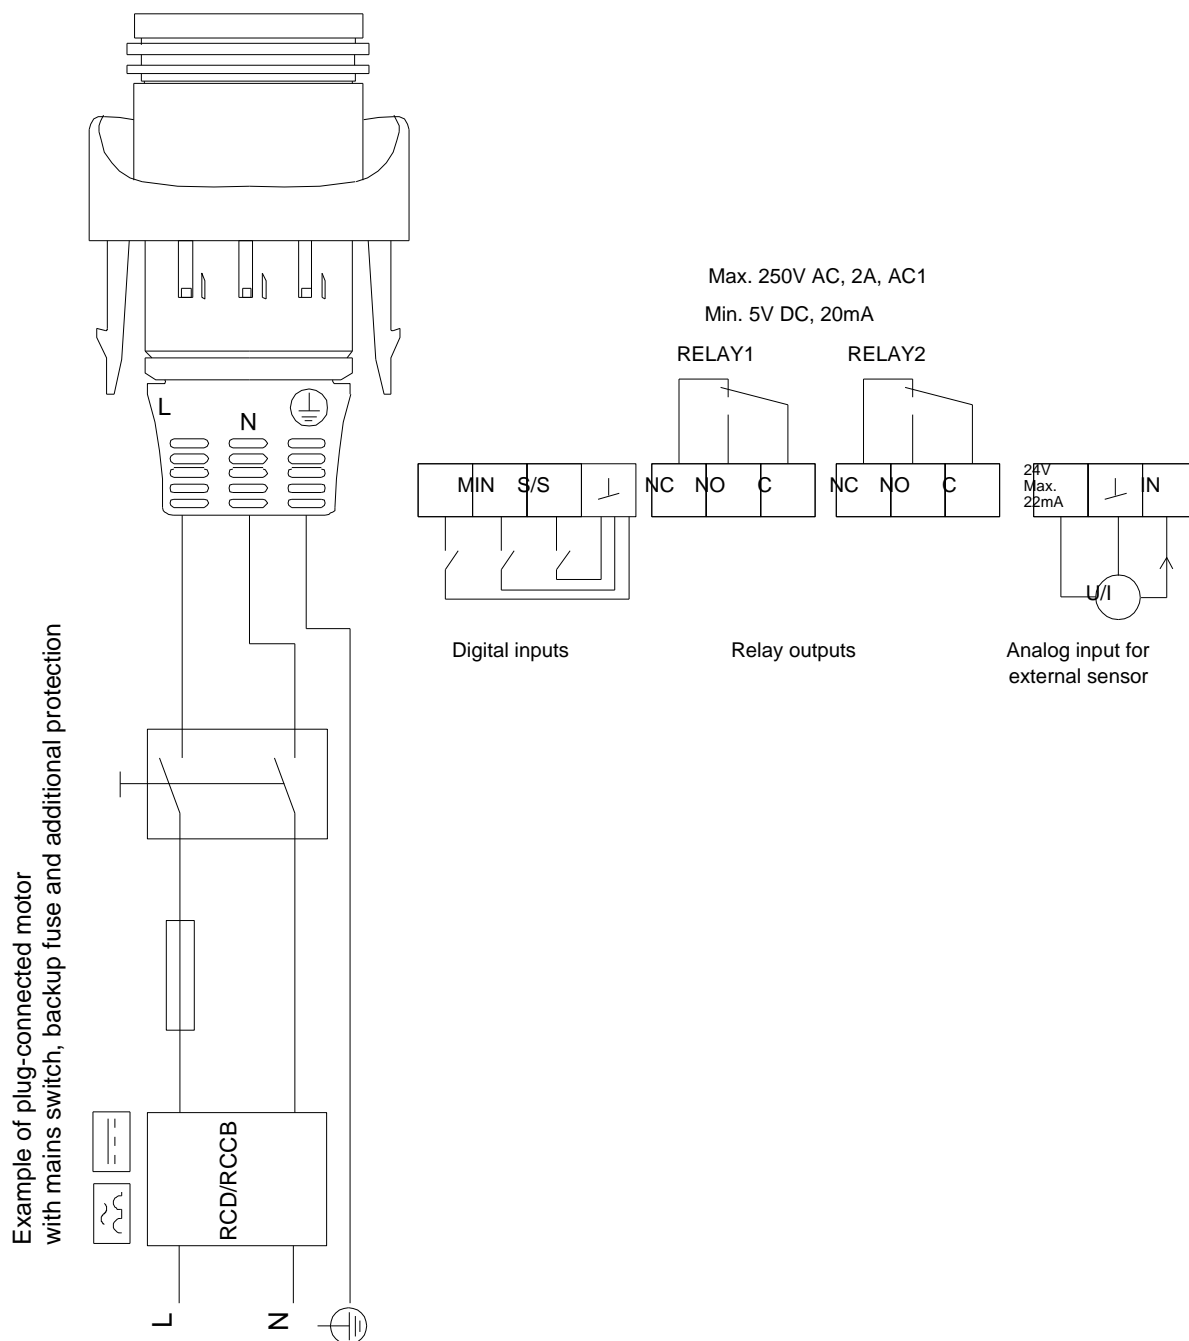 Max. 250V AC, 2A, AC1
Min. 5V DC, 20mA
RELAY1
RELAY2
L
N
MIN
S/S
NC
NO
C
NC
NO
C
24V
Max.
22mA
IN
U/I
Digital inputs
Relay outputs
Analog input for
external sensor
Example of plug-connected motor
with mains switch, backup fuse and additional protection
RCD/RCCB
L
N